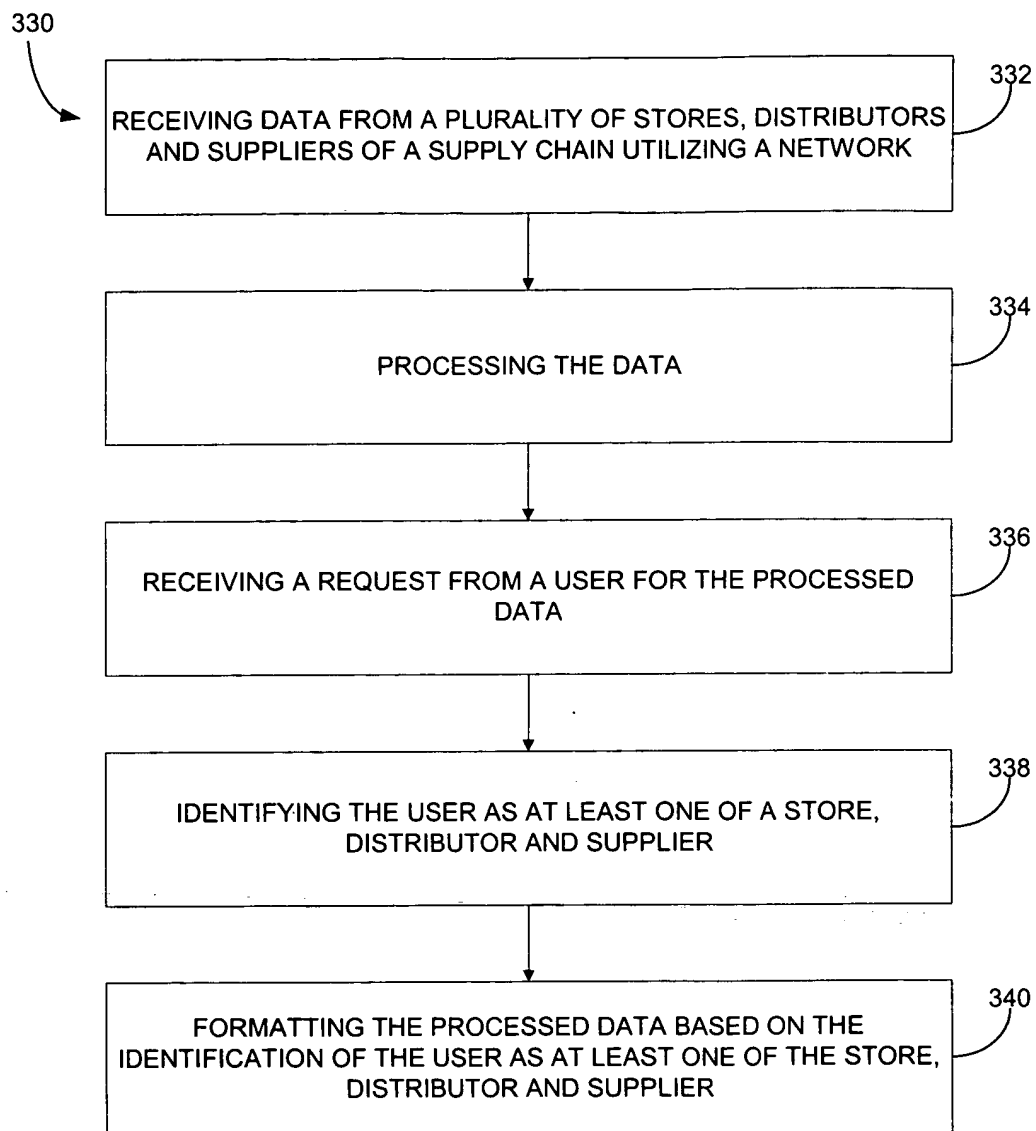 330
332
RECEIVING DATA FROM A PLURALITY OF STORES, DISTRIBUTORS
AND SUPPLIERS OF A SUPPLY CHAIN UTILIZING A NETWORK
334
PROCESSING THE DATA
336
RECEIVING A REQUEST FROM A USER FOR THE PROCESSED
DATA
338
IDENTIFYING THE USER AS AT LEAST ONE OF A STORE,
DISTRIBUTOR AND SUPPLIER
340
FORMATTING THE PROCESSED DATA BASED ON THE
IDENTIFICATION OF THE USER AS AT LEAST ONE OF THE STORE,
DISTRIBUTOR AND SUPPLIER